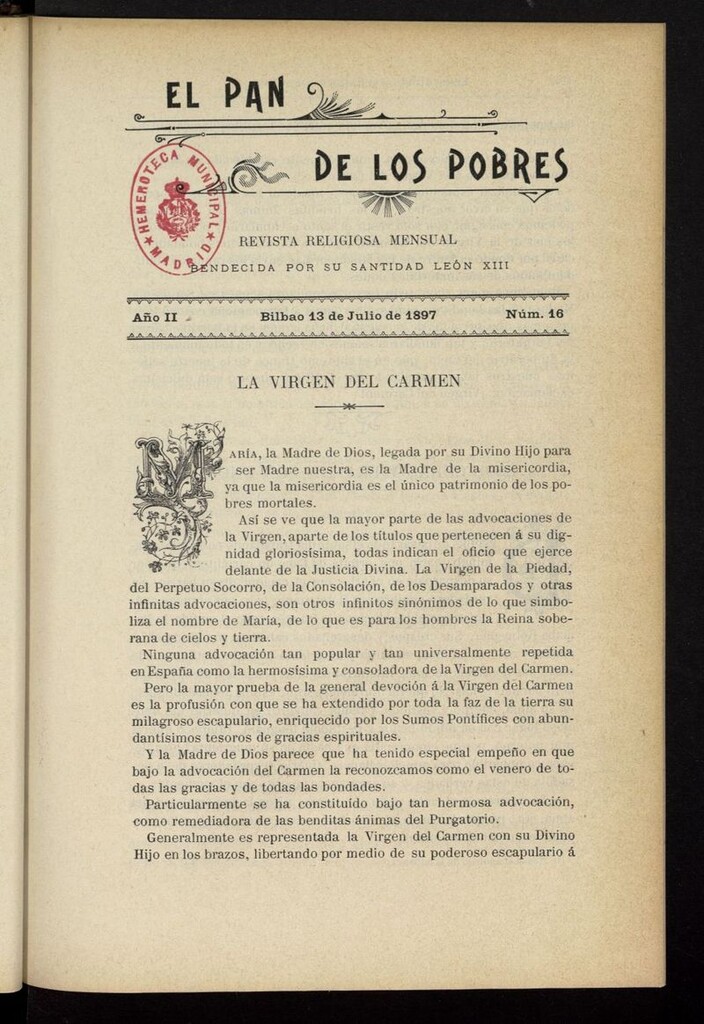 EL PAN
DE LOS POBRES
HEMEROTECA MUNICIPAL
MADRID
REVISTA RELIGIOSA MENSUAL
BENDECIDA POR SU SANTIDAD LEÓN XIII
Año II Bilbao 13 de Julio de 1897 Núm. 16
LA VIRGEN DEL CARMEN
MARÍA, la Madre de Dios, legada por su Divino Hijo para
ser Madre nuestra, es la Madre de la misericordia,
ya que la misericordia es el único patrimonio de los po-
bres mortales.
Así se ve que la mayor parte de las advocaciones de
la Virgen, aparte de los títulos que pertenecen á su dig-
nidad gloriosísima, todas indican el oficio que ejerce
delante de la Justicia Divina. La Virgen de la Piedad,
del Perpetuo Socorro, de la Consolación, de los Desamparados y otras
infinitas advocaciones, son otros infinitos sinónimos de lo que simbo-
liza el nombre de María, de lo que es para los hombres la Reina sobe-
rana de cielos y tierra.
Ninguna advocación tan popular y tan universalmente repetida
en España como la hermosísima y consoladora de la Virgen del Carmen.
Pero la mayor prueba de la general devoción á la Virgen del Carmen
es la profusión con que se ha extendido por toda la faz de la tierra su
milagroso escapulario, enriquecido por los Sumos Pontífices con abun-
dantísimos tesoros de gracias espirituales.
Y la Madre de Dios parece que ha tenido especial empeño en que
bajo la advocación del Carmen la reconozcamos como el venero de to-
das las gracias y de todas las bondades.
Particularmente se ha constituído bajo tan hermosa advocación,
como remediadora de las benditas ánimas del Purgatorio.
Generalmente es representada la Virgen del Carmen con su Divino
Hijo en los brazos, libertando por medio de su poderoso escapulario á